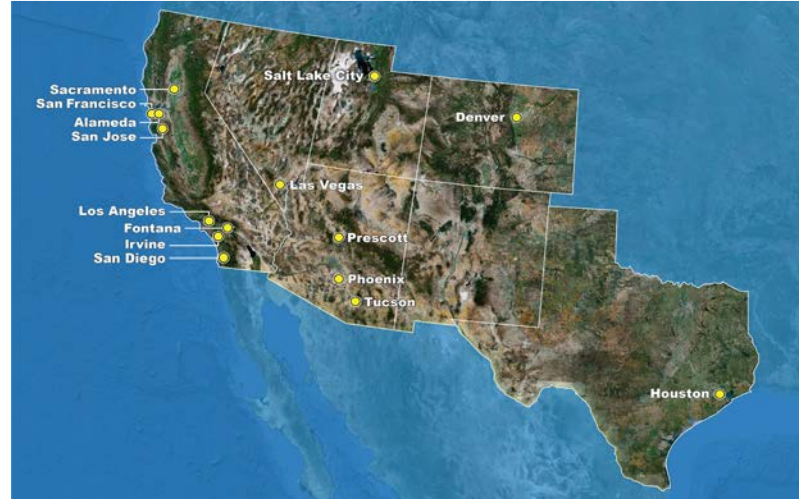 Salt Lake City
Sacramento
San Francisco
Alameda
San Jose
Denver
Las Vegas
Los Angeles
Fontana
Irvine
San Diego
Prescott
Phoenix
Tucson
Houston